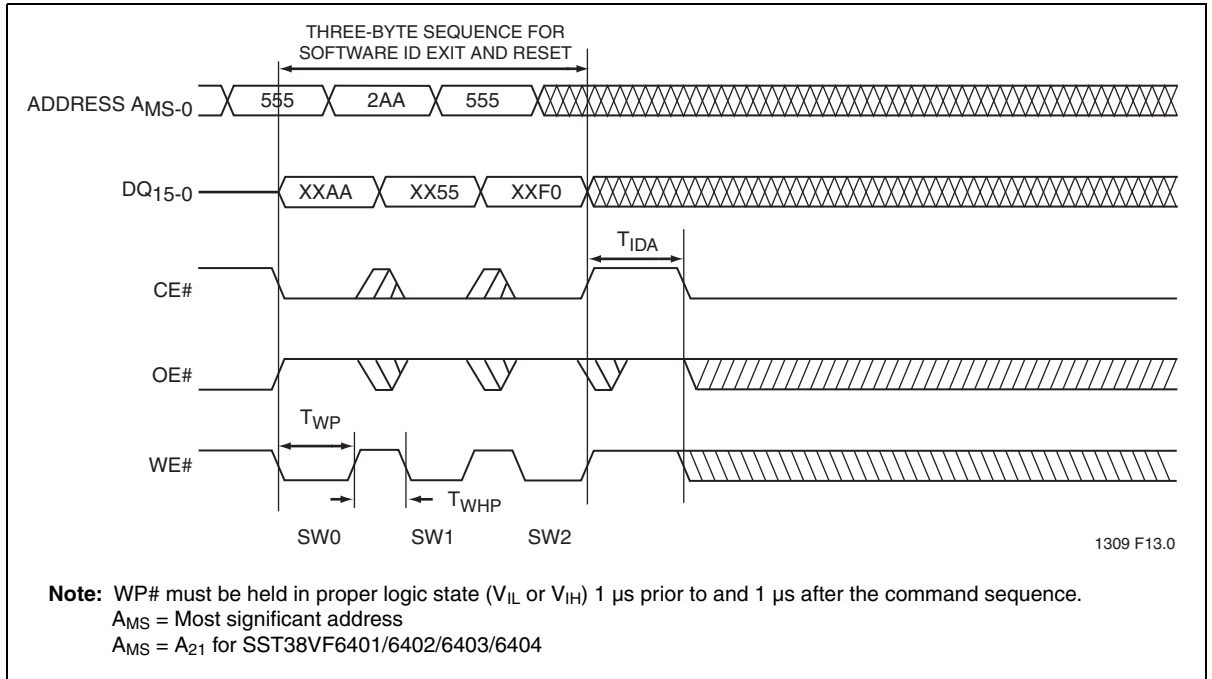 THREE-BYTE SEQUENCE FOR
SOFTWARE ID EXIT AND RESET
ADDRESS AMS-0
555 2AA 555
DQ15-0
XXAA XX55 XXF0
TIDA
CE#
OE#
TWP
WE#
TWHP
SW0 SW1 SW2
1309 F13.0
Note: WP# must be held in proper logic state (VIL or VIH) 1 µs prior to and 1 µs after the command sequence.
AMS = Most significant address
AMS = A21 for SST38VF6401/6402/6403/6404